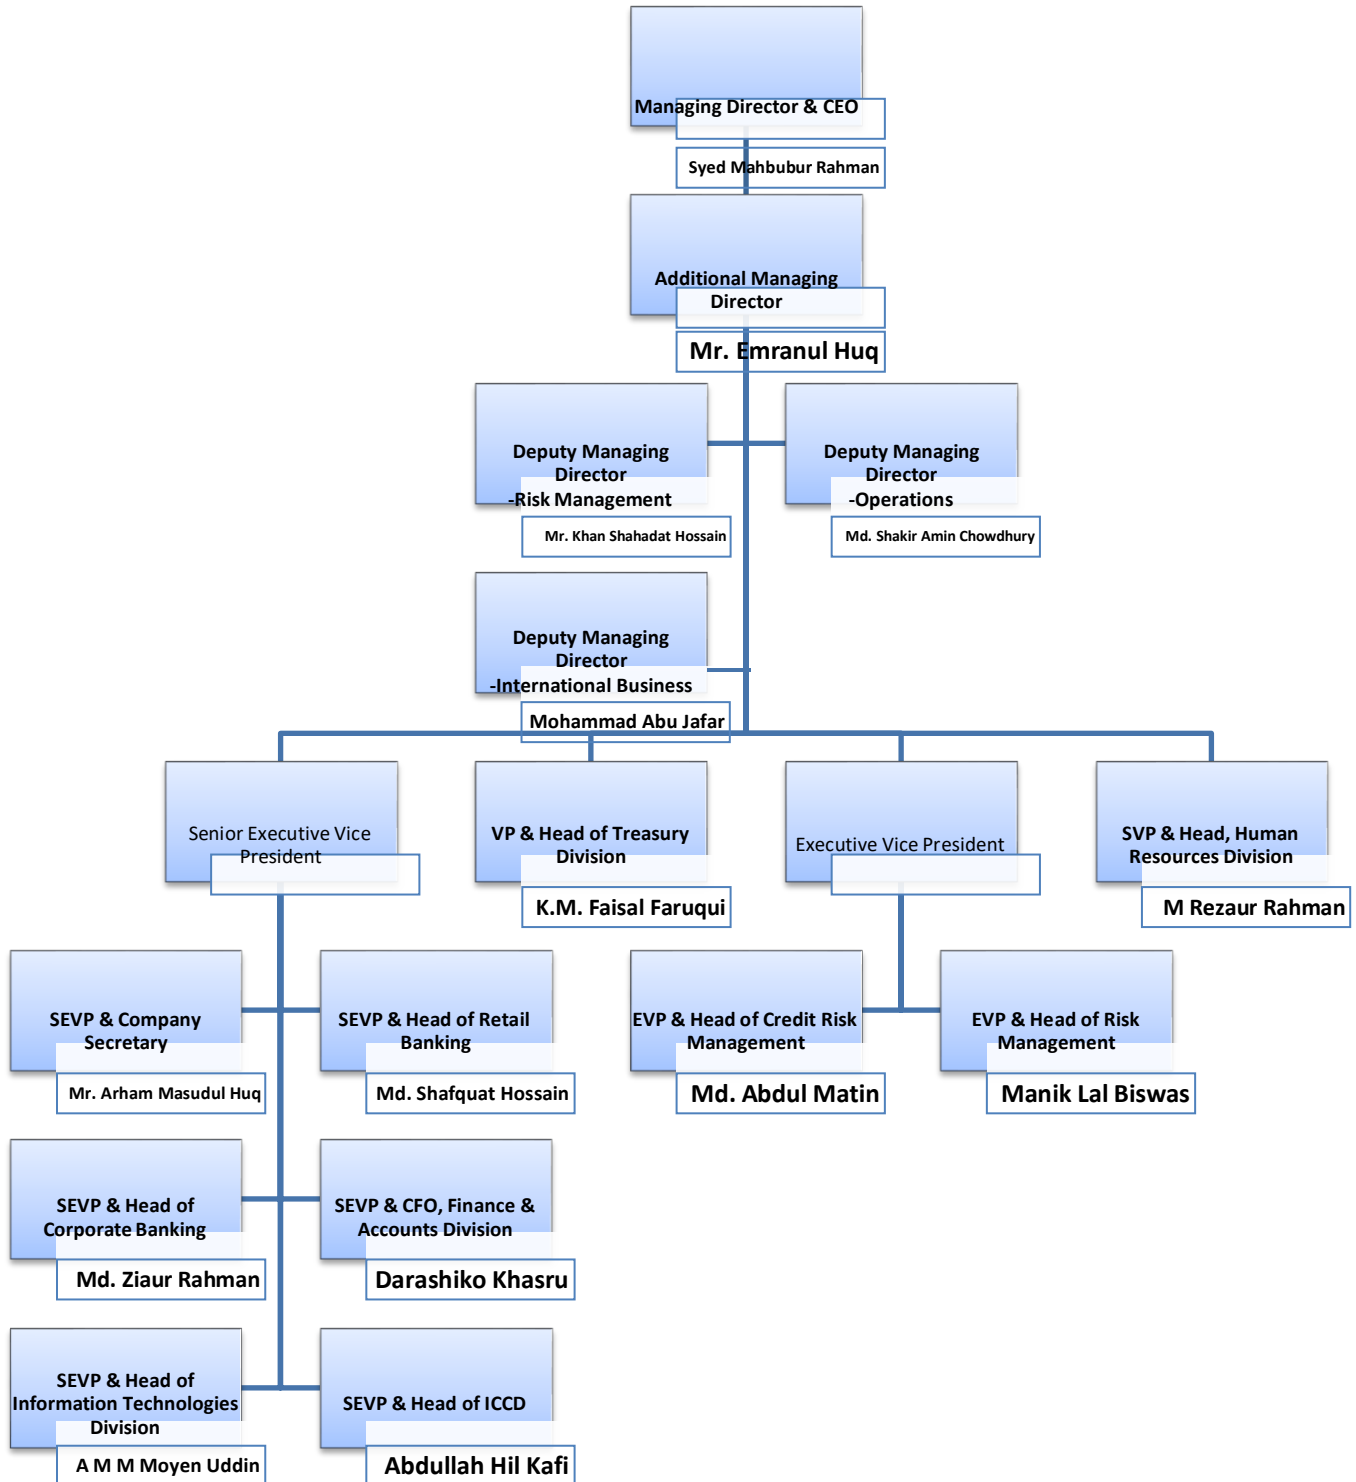 Managing Director & CEO
Syed Mahbubur Rahman
Additional Managing
Director
Mr. Emranul Huq
Deputy Managing
Director
-Risk Management
Mr. Khan Shahadat Hossain
Deputy Managing
Director
-Operations
Md. Shakir Amin Chowdhury
Deputy Managing
Director
-International Business
Mohammad Abu Jafar
Senior Executive Vice
President
VP & Head of Treasury
Division
K.M. Faisal Faruqui
Executive Vice President
SVP & Head, Human
Resources Division
M Rezaur Rahman
SEVP & Company
Secretary
Mr. Arham Masudul Huq
SEVP & Head of Retail
Banking
Md. Shafquat Hossain
EVP & Head of Credit Risk
Management
Md. Abdul Matin
EVP & Head of Risk
Management
Manik Lal Biswas
SEVP & Head of
Corporate Banking
Md. Ziaur Rahman
SEVP & CFO, Finance &
Accounts Division
Darashiko Khasru
SEVP & Head of
Information Technologies
Division
A M M Moyen Uddin
SEVP & Head of ICCD
Abdullah Hil Kafi